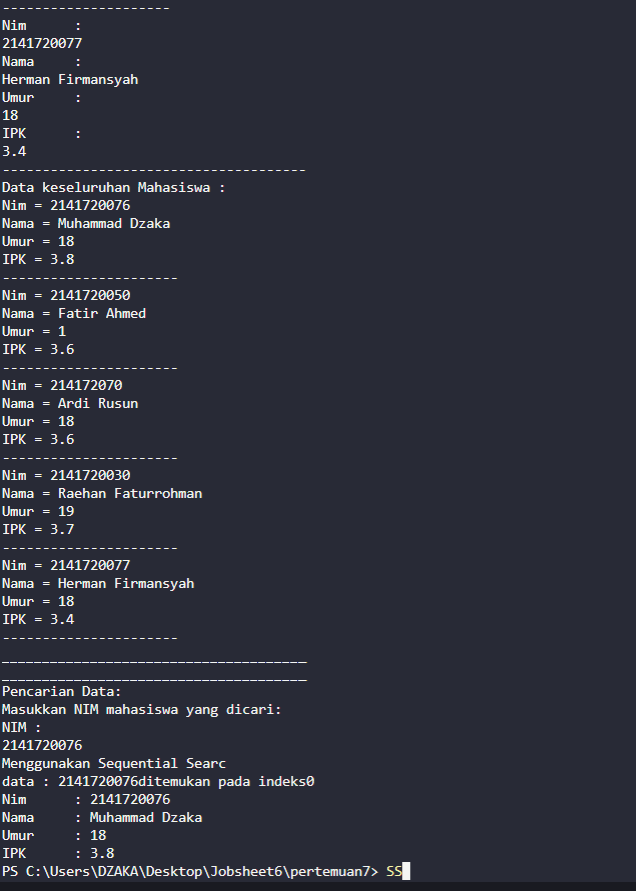 ---------------------
Nim      :
2141720077
Nama     :
Herman Firmansyah
Umur     :
18
IPK      :
3.4
--------------------------------------
Data keseluruhan Mahasiswa :
Nim = 2141720076
Nama = Muhammad Dzaka
Umur = 18
IPK = 3.8
----------------------
Nim = 2141720050
Nama = Fatir Ahmed
Umur = 1
IPK = 3.6
----------------------
Nim = 214172070
Nama = Ardi Rusun
Umur = 18
IPK = 3.6
----------------------
Nim = 2141720030
Nama = Raehan Faturrohman
Umur = 19
IPK = 3.7
----------------------
Nim = 2141720077
Nama = Herman Firmansyah
Umur = 18
IPK = 3.4
----------------------
______________________________________
______________________________________
Pencarian Data:
Masukkan NIM mahasiswa yang dicari:
NIM :
2141720076
Menggunakan Sequential Searc
data : 2141720076ditemukan pada indeks0
Nim      : 2141720076
Nama     : Muhammad Dzaka
Umur     : 18
IPK      : 3.8
PS C:\Users\DZAKA\Desktop\Jobsheet6\pertemuan7> SS